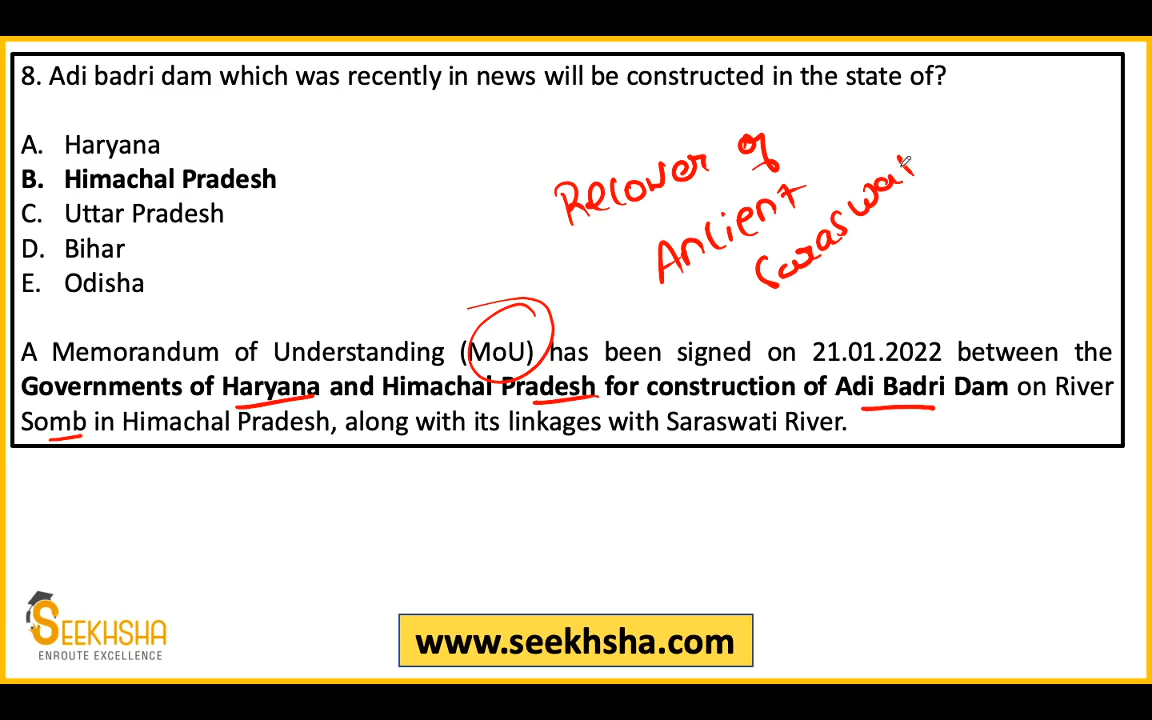 8. Adi badri dam which was recently in news will be constructed in the state of?
A. Haryana
B. Himachal Pradesh
C. Uttar Pradesh
D. Bihar
E. Odisha
Recover of
Ancient
Saraswati
A Memorandum of Understanding (MoU) has been signed on 21.01.2022 between the
Governments of Haryana and Himachal Pradesh for construction of Adi Badri Dam on River
Somb in Himachal Pradesh, along with its linkages with Saraswati River.
SEEKHSHA
ENROUTE EXCELLENCE
www.seekhsha.com